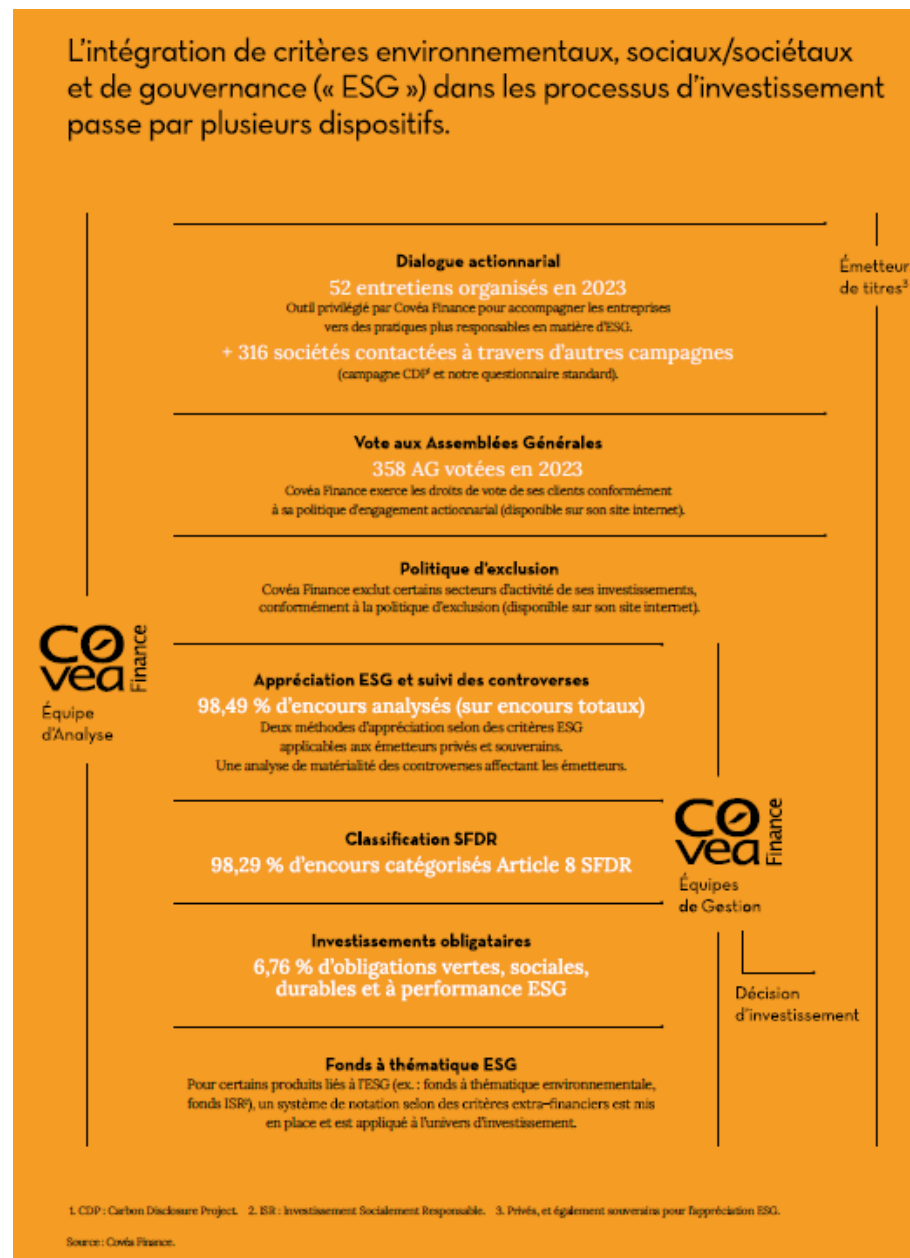 L'intégration de critères environnementaux, sociaux/sociétaux
et de gouvernance (« ESG ») dans les processus d'investissement
passe par plusieurs dispositifs.
Dialogue actionnarial
52 entretiens organisés en 2023
Outil privilégié par Covéa Finance pour accompagner les entreprises
vers des pratiques plus responsables en matière d'ESG.
+ 316 sociétés contactées à travers d'autres campagnes
(campagne CDP¹ et notre questionnaire standard).
Émetteur
de titres³
Vote aux Assemblées Générales
358 AG votées en 2023
Covéa Finance exerce les droits de vote de ses clients conformément
à sa politique d'engagement actionnarial (disponible sur son site internet).
Politique d'exclusion
Covéa Finance exclut certains secteurs d'activité de ses investissements,
conformément à la politique d'exclusion (disponible sur son site internet).
COvéa Finance
Équipe
d'Analyse
Appréciation ESG et suivi des controverses
98,49 % d'encours analysés (sur encours totaux)
Deux méthodes d'appréciation selon des critères ESG
applicables aux émetteurs privés et souverains.
Une analyse de matérialité des controverses affectant les émetteurs.
Classification SFDR
98,29 % d'encours catégorisés Article 8 SFDR
COvéa Finance
Équipes
de Gestion
Investissements obligataires
6,76 % d'obligations vertes, sociales,
durables et à performance ESG
Décision
d'investissement
Fonds à thématique ESG
Pour certains produits liés à l'ESG (ex. : fonds à thématique environnementale,
fonds ISR²), un système de notation selon des critères extra-financiers est mis
en place et est appliqué à l'univers d'investissement.
1. CDP : Carbon Disclosure Project. 2. ISR : Investissement Socialement Responsable. 3. Privés, et également souverains pour l'appréciation ESG.
Source : Covéa Finance.